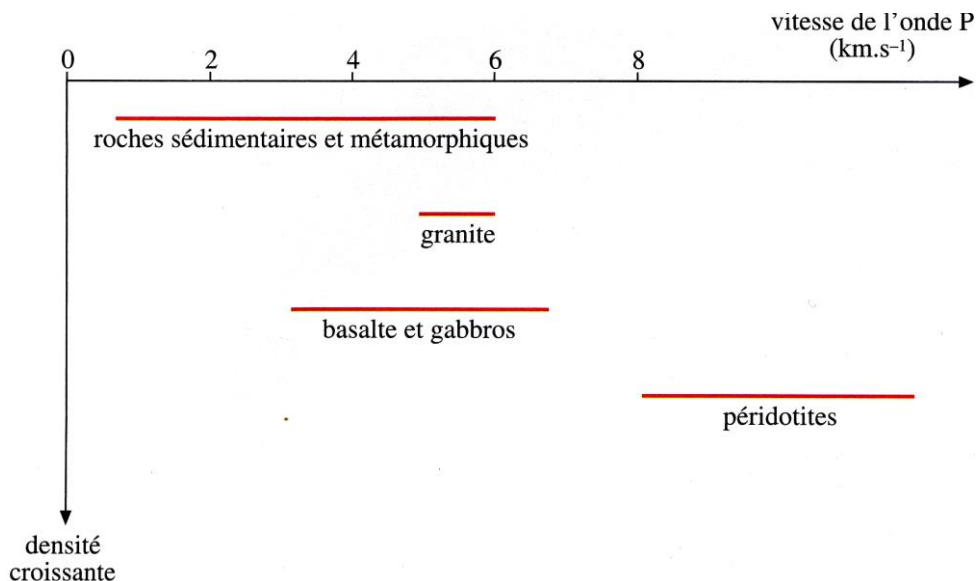 vitesse de l'onde P
(km.s⁻¹)
0 2 4 6 8
roches sédimentaires et métamorphiques
granite
basalte et gabbros
péridotites
densité
croissante